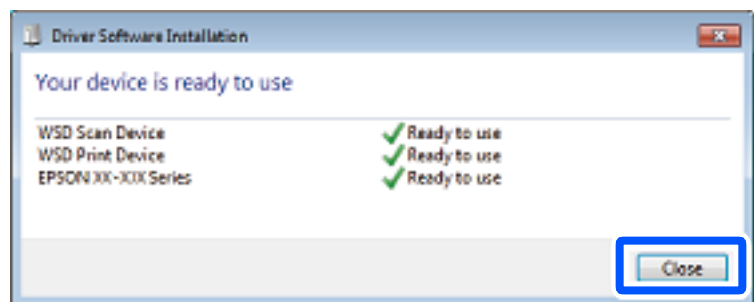 Driver Software Installation
Your device is ready to use
WSD Scan Device Ready to use
WSD Print Device Ready to use
EPSON XX-XXX Series Ready to use
Close